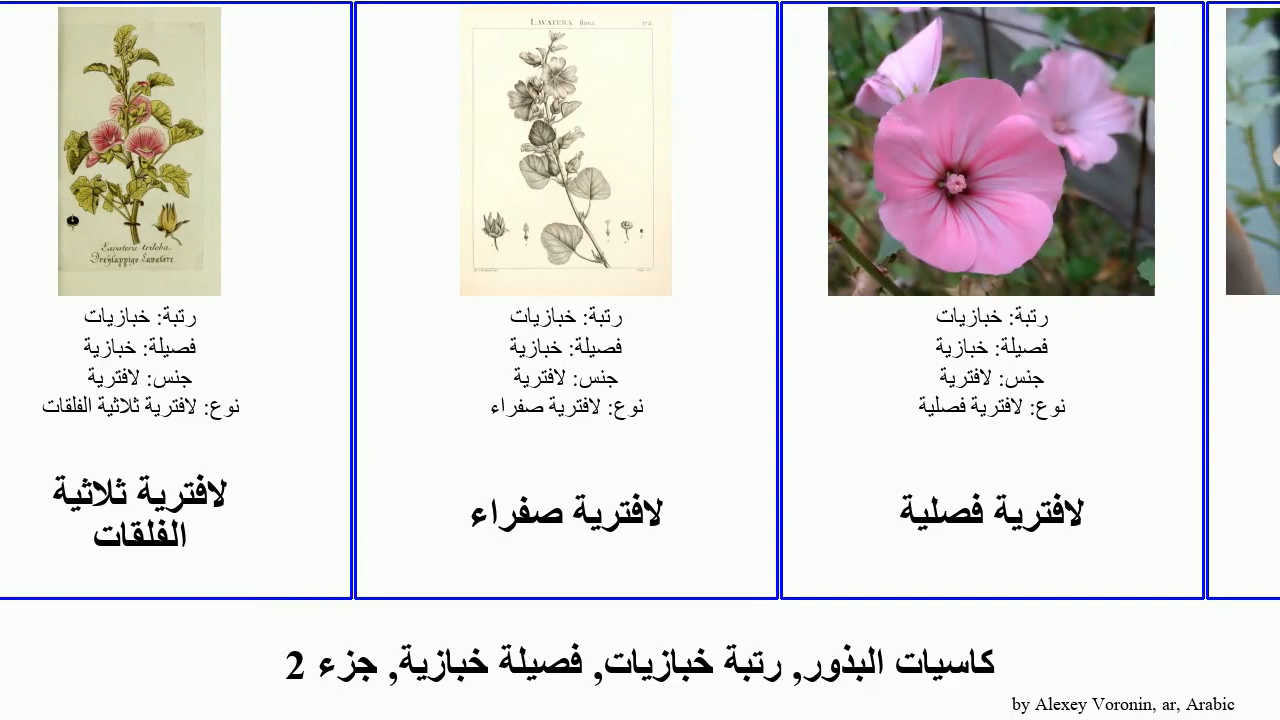 Lavatera triloba.
Dreylappige Lavatere
رتبة: خبازيات
فصيلة: خبازية
جنس: لافترية
نوع: لافترية ثلاثية الفلقات
لافترية ثلاثية
الفلقات
LAVATERA flava.
رتبة: خبازيات
فصيلة: خبازية
جنس: لافترية
نوع: لافترية صفراء
لافترية صفراء
رتبة: خبازيات
فصيلة: خبازية
جنس: لافترية
نوع: لافترية فصلية
لافترية فصلية
كاسيات البذور, رتبة خبازيات, فصيلة خبازية, جزء 2
by Alexey Voronin, ar, Arabic